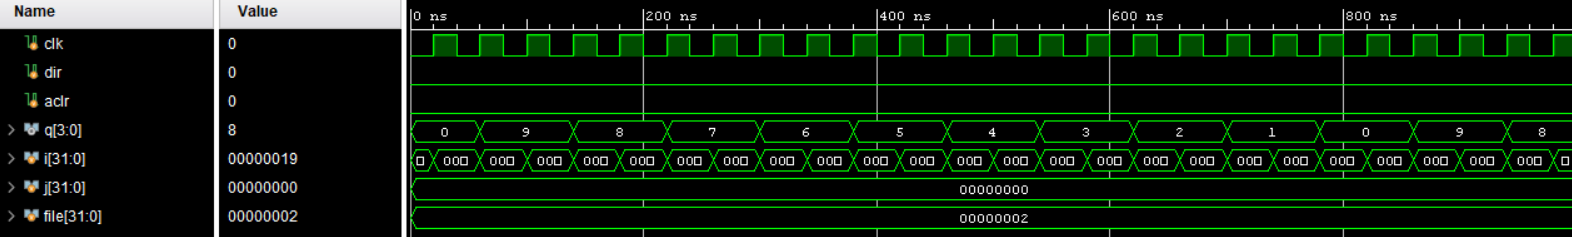 Name Value 0 ns 200 ns 400 ns 600 ns 800 ns
clk 0
dir 0
aclr 0
q[3:0] 8 0 9 8 7 6 5 4 3 2 1 0 9 8
i[31:0] 00000019 000 000 000 000 000 000 000 000 000 000 000 000 000 000 000 000 000 000 000 000 000 000 000 000 0
j[31:0] 00000000 00000000
file[31:0] 00000002 00000002